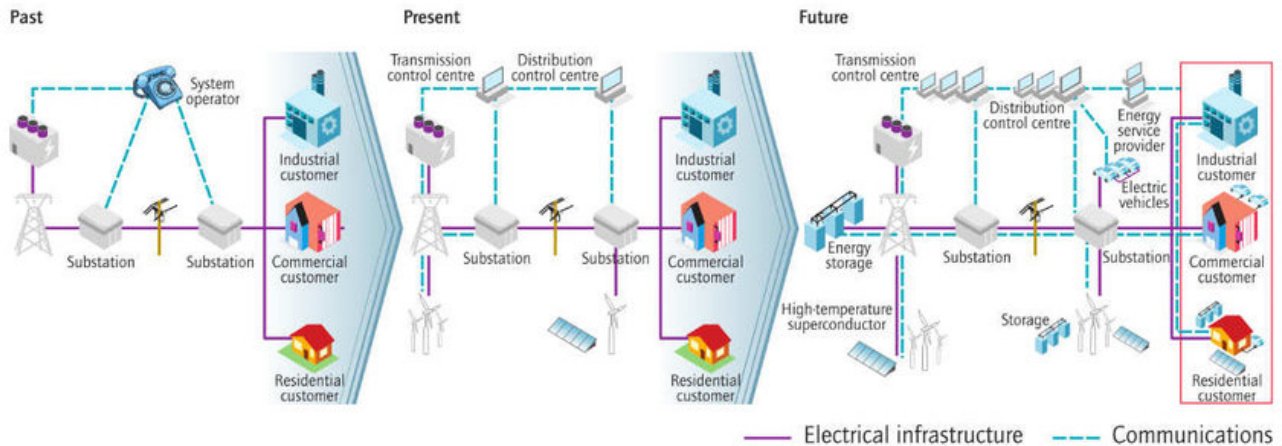 Past
System
operator
Substation
Substation
Industrial
customer
Commercial
customer
Residential
customer
Present
Transmission
control centre
Distribution
control centre
Substation
Substation
Industrial
customer
Commercial
customer
Residential
customer
Future
Transmission
control centre
Distribution
control centre
Energy
service
provider
Electric
vehicles
Energy
storage
Substation
Substation
High-temperature
superconductor
Storage
Industrial
customer
Commercial
customer
Residential
customer
Electrical infrastructure
Communications